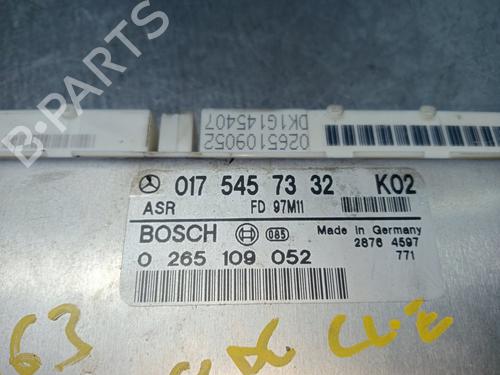 0265109052
DK1G145407
017 545 73 32 K02
ASR FD 97M11
BOSCH 085 Made in Germany
0 265 109 052 2876 4597
771
63
B-PARTS